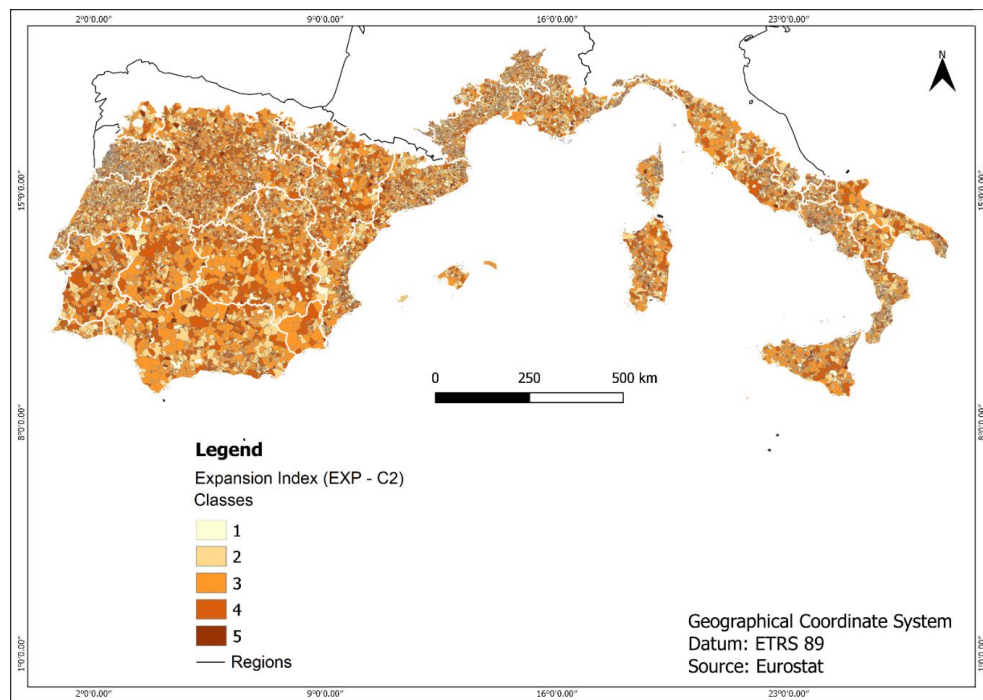 2°0'0.00" 9°0'0.00" 16°0'0.00" 23°0'0.00"
N
15°0'0.00" 15°0'0.00"
0 250 500 km
8°0'0.00" 8°0'0.00"
Legend
Expansion Index (EXP - C2)
Classes
1
2
3
4
5
Regions
Geographical Coordinate System
Datum: ETRS 89
Source: Eurostat
1°0'0.00" 1°0'0.00"
2°0'0.00" 9°0'0.00" 16°0'0.00" 23°0'0.00"